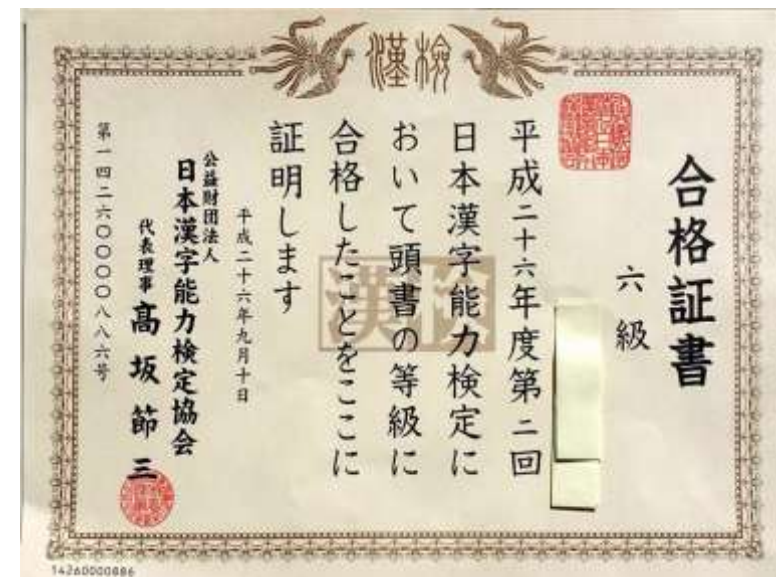 漢検
合格証書
六級
平成二十六年度第二回
日本漢字能力検定に
おいて頭書の等級に
合格したことをここに
証明します
漢検
平成二十六年九月十日
公益財団法人
日本漢字能力検定協会
代表理事 髙坂節三
第一四二六〇〇〇〇八八六号
14260000886